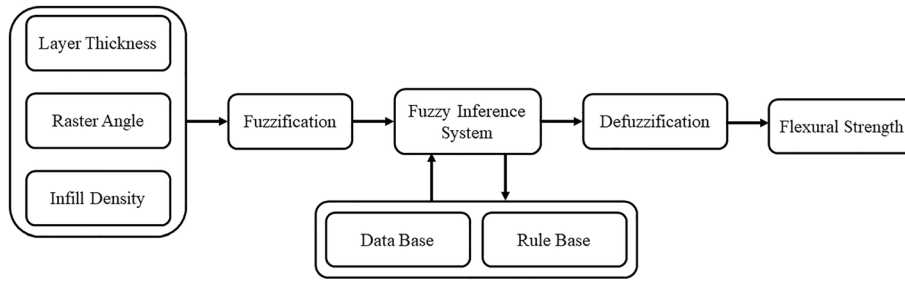 Layer Thickness
Raster Angle
Infill Density
Fuzzification
Fuzzy Inference
System
Defuzzification
Flexural Strength
Data Base
Rule Base